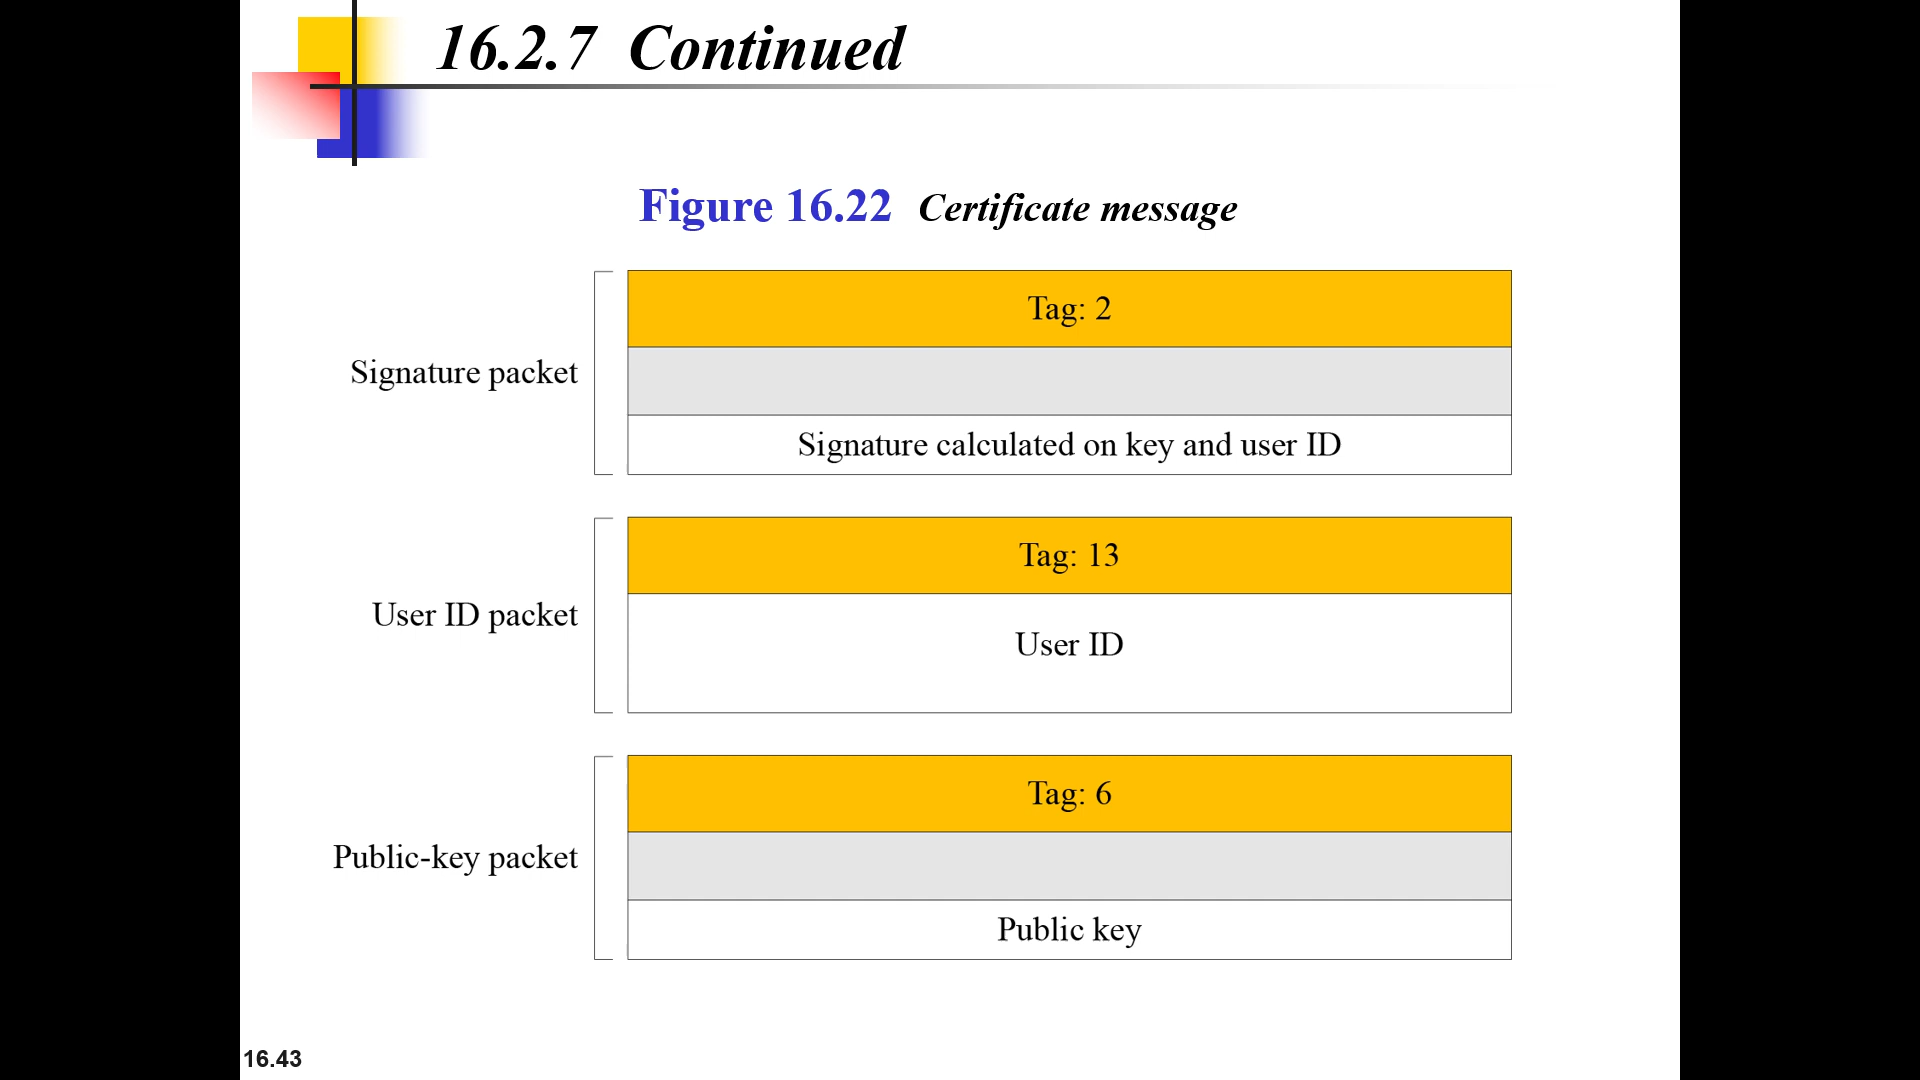 16.2.7 Continued
Figure 16.22 Certificate message
Signature packet
Tag: 2
Signature calculated on key and user ID
User ID packet
Tag: 13
User ID
Public-key packet
Tag: 6
Public key
16.43